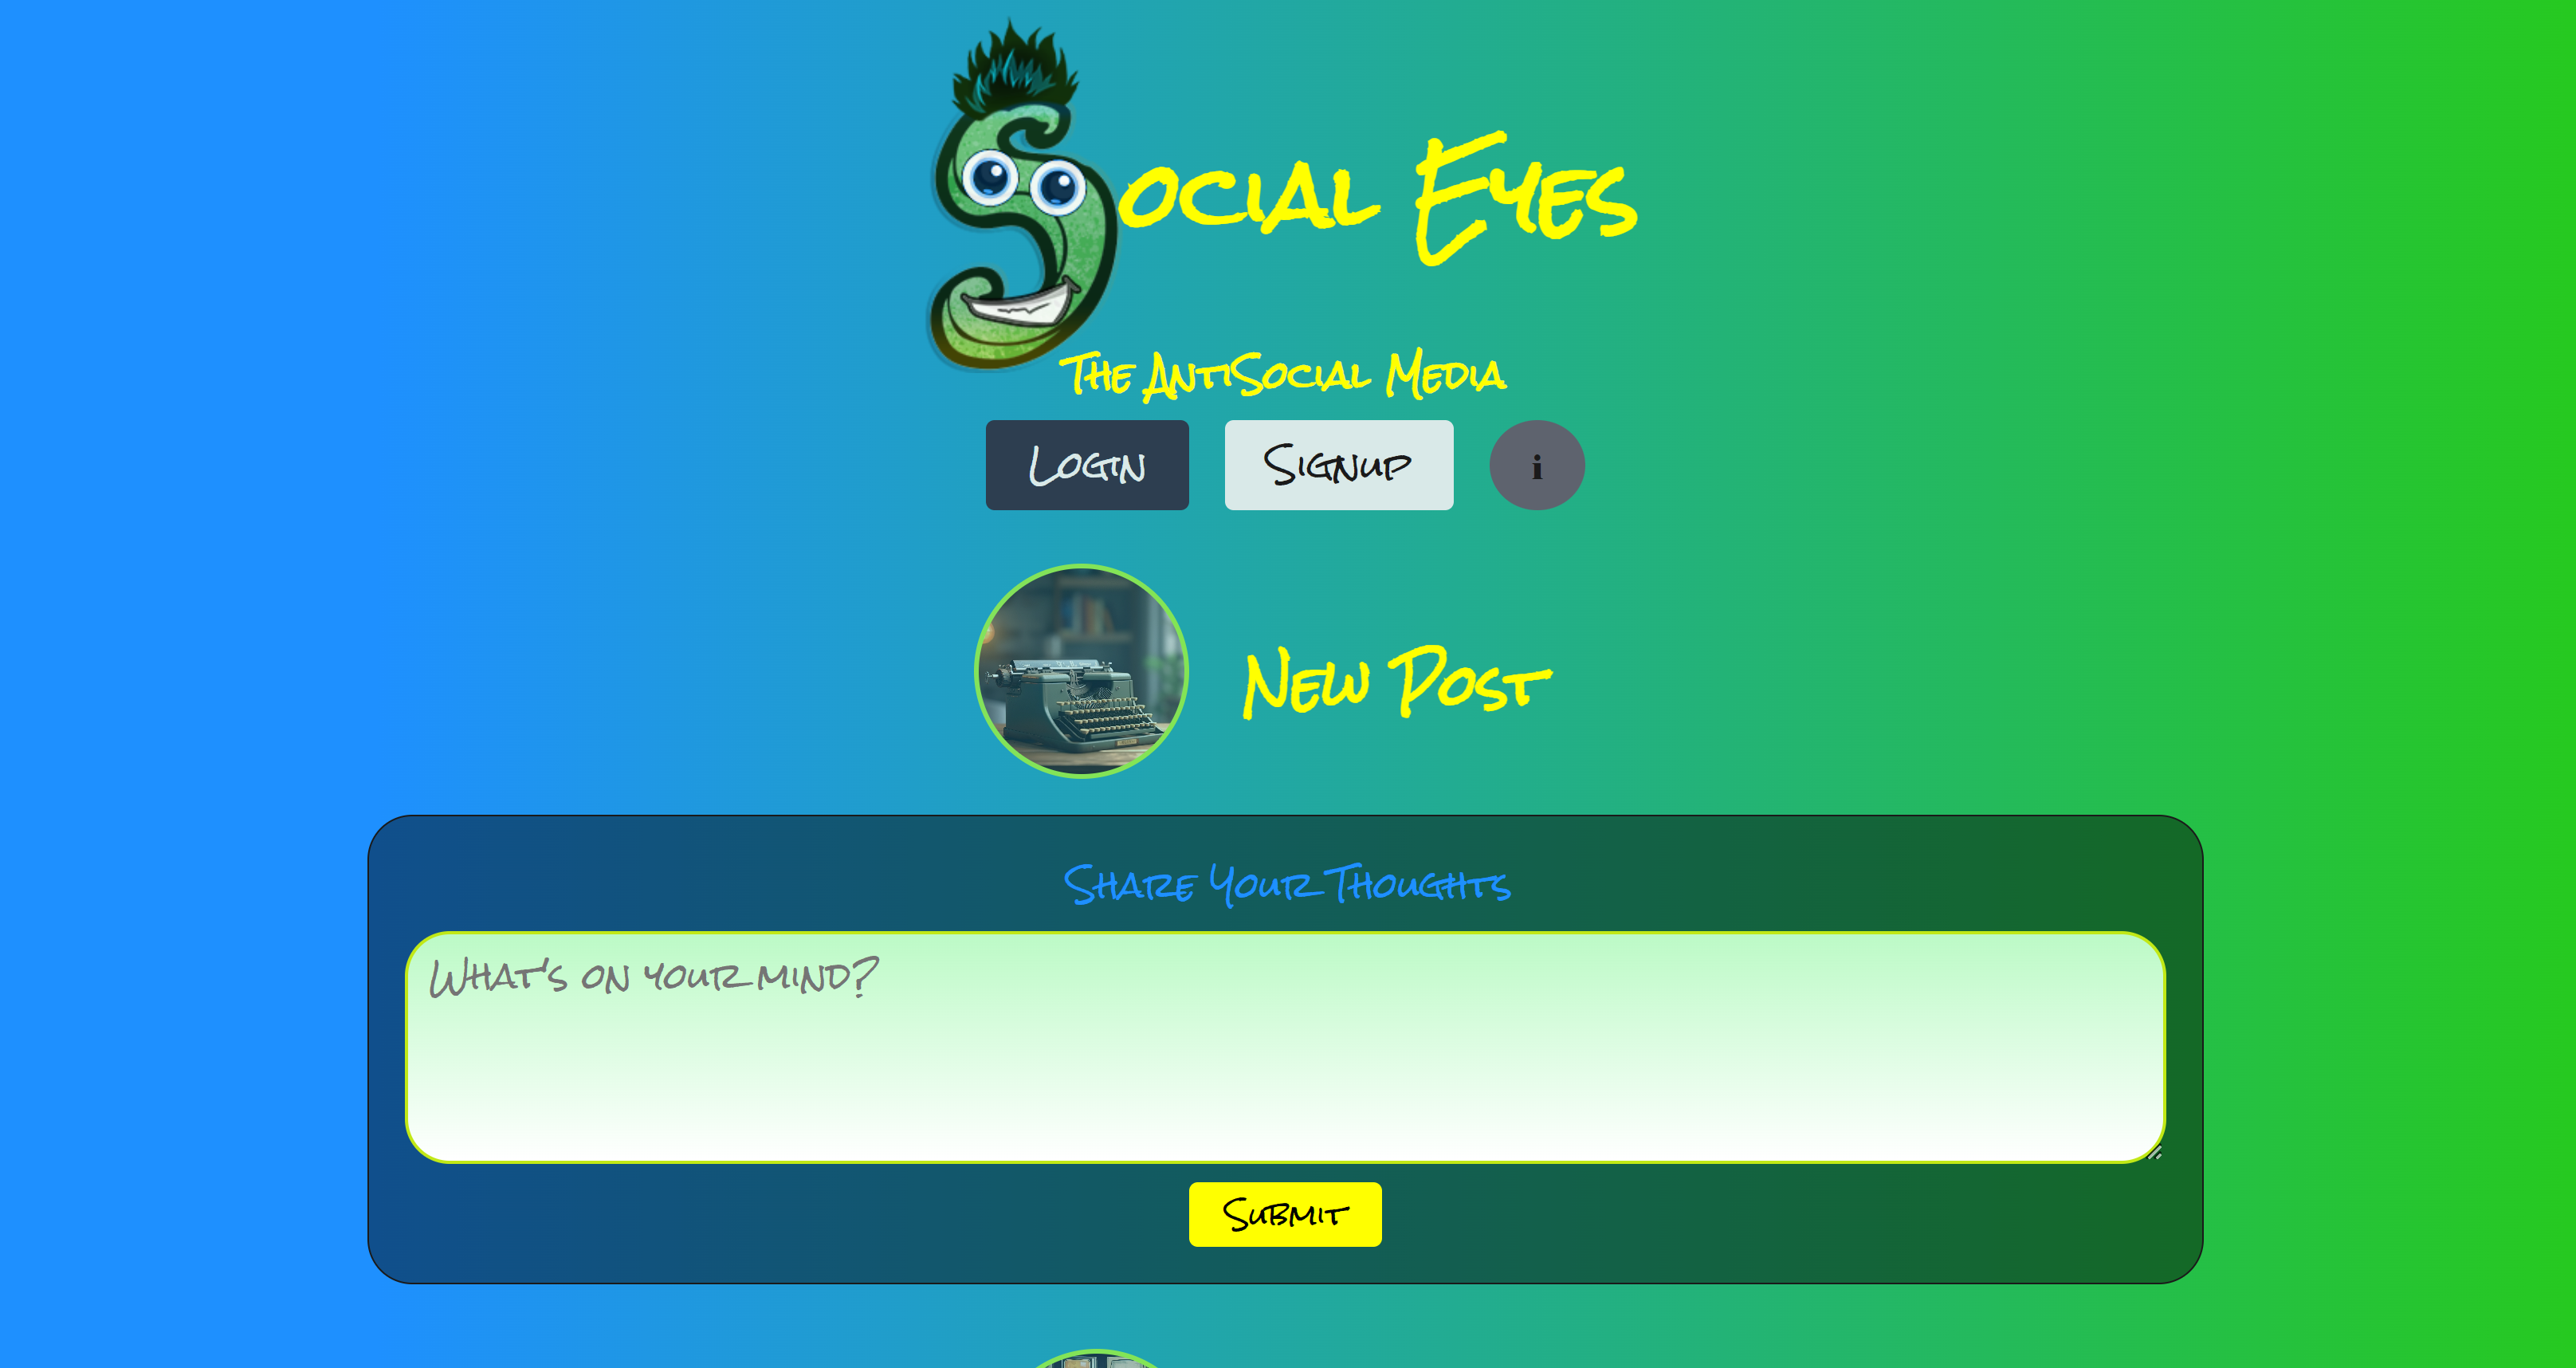 Social Eyes
The AntiSocial Media
Login Signup i
New Post
Share Your Thoughts
What's on your mind?
Submit